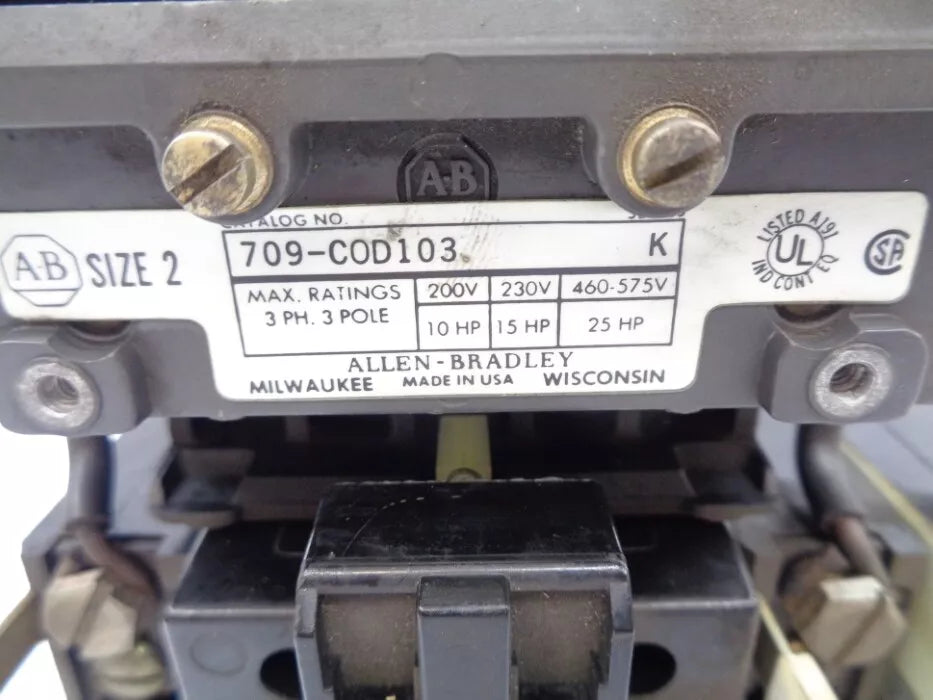 A-B
CATALOG NO.
A-B SIZE 2
709-COD103 K
MAX. RATINGS 3 PH. 3 POLE
200V 230V 460-575V
10 HP 15 HP 25 HP
ALLEN-BRADLEY
MILWAUKEE MADE IN USA WISCONSIN
LISTED A191
UL
IND CONT EQ
SA